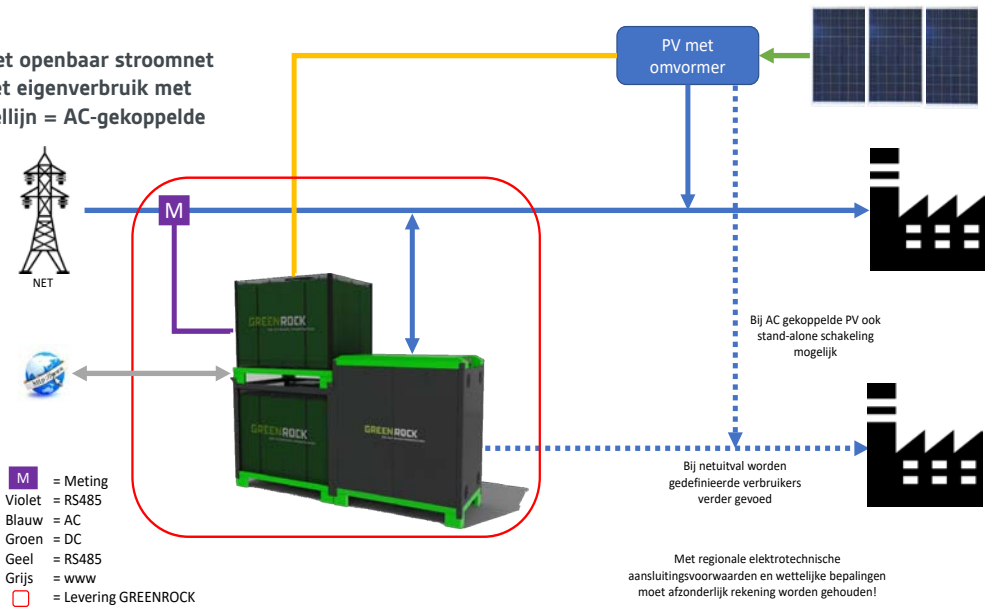 et openbaar stroomnet
et eigenverbruik met
ellijn = AC-gekoppelde
PV met
omvormer
M
NET
GREENROCK
Bij AC gekoppelde PV ook
stand-alone schakeling
mogelijk
http://www
GREENROCK
GREENROCK
Bij netuitval worden
gedefinieerde verbruikers
verder gevoed
M = Meting
Violet = RS485
Blauw = AC
Groen = DC
Geel = RS485
Grijs = www
= Levering GREENROCK
Met regionale elektrotechnische
aansluitingsvoorwaarden en wettelijke bepalingen
moet afzonderlijk rekening worden gehouden!